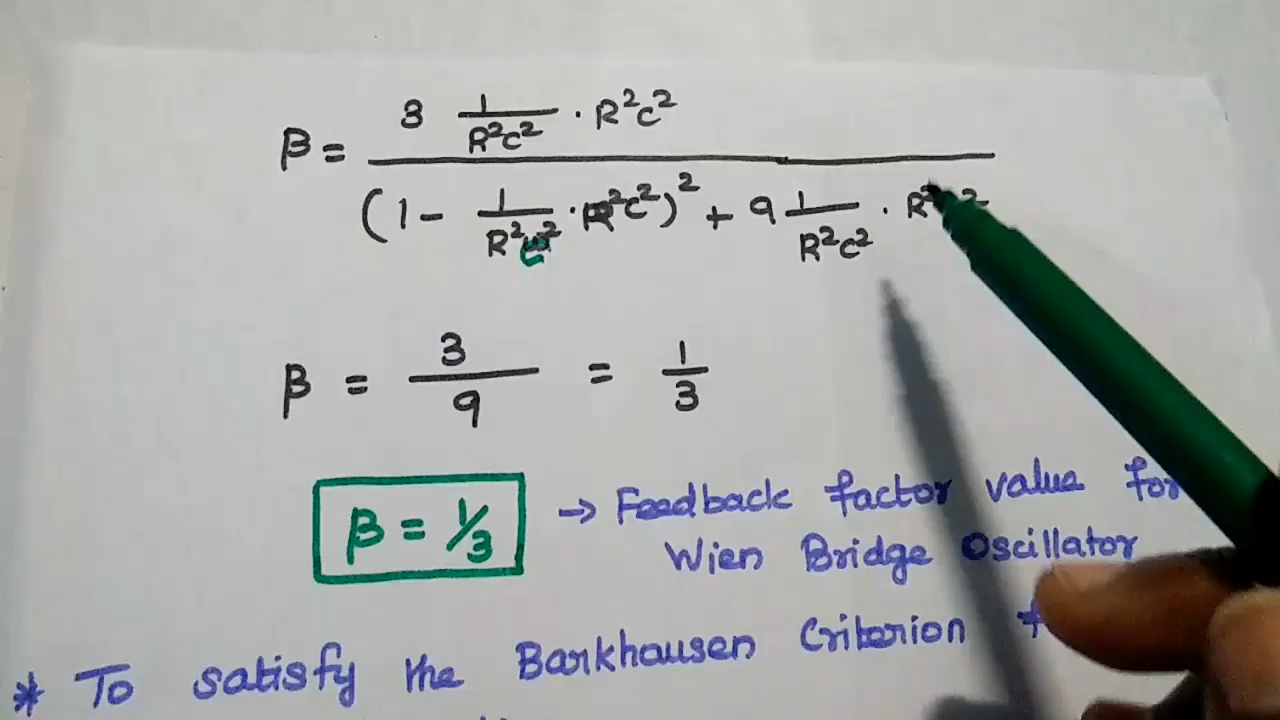 β = 3 1/R²C² · R²C² / (1 - 1/R²C² · R²C²)² + 9 1/R²C² ·
β = 3/9 = 1/3
β = 1/3 → Feedback factor value for
Wien Bridge Oscillator
* To satisfy the Barkhausen Criterion